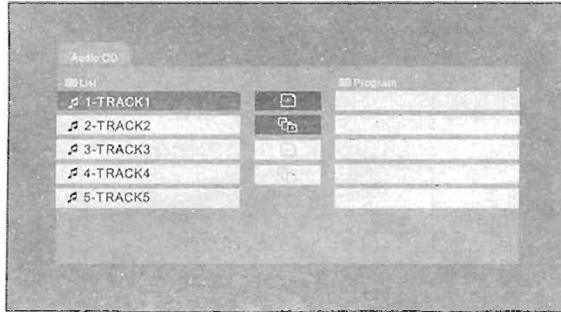 Audio CD
List
Program
♫ 1-TRACK1
♫ 2-TRACK2
♫ 3-TRACK3
♫ 4-TRACK4
♫ 5-TRACK5